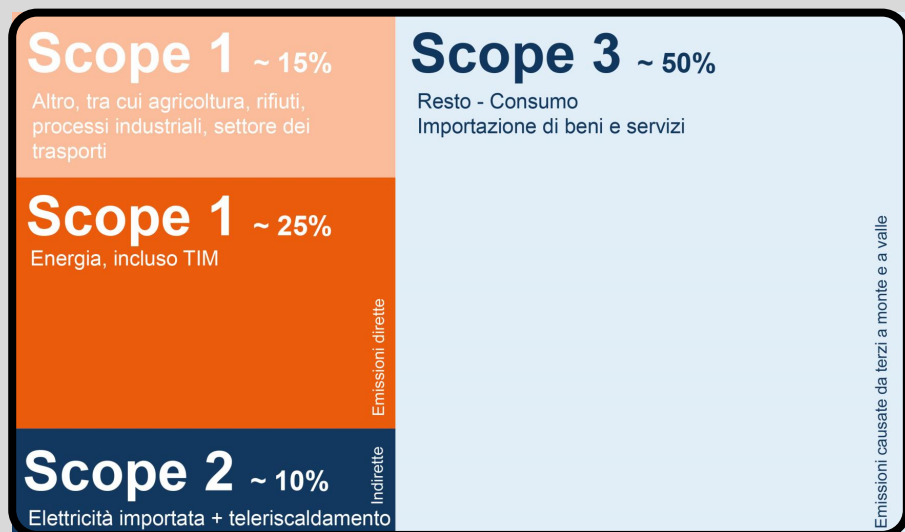 Scope 1 ~ 15%
Altro, tra cui agricoltura, rifiuti,
processi industriali, settore dei
trasporti
Scope 1 ~ 25%
Energia, incluso TIM
Emissioni dirette
Scope 2 ~ 10%
Elettricità importata + teleriscaldamento
Indirette
Scope 3 ~ 50%
Resto - Consumo
Importazione di beni e servizi
Emissioni causate da terzi a monte e a valle